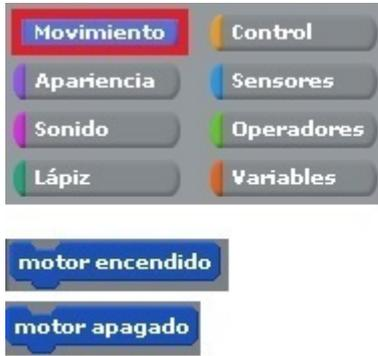 Movimiento Control
Apariencia Sensores
Sonido Operadores
Lápiz Variables
motor encendido
motor apagado